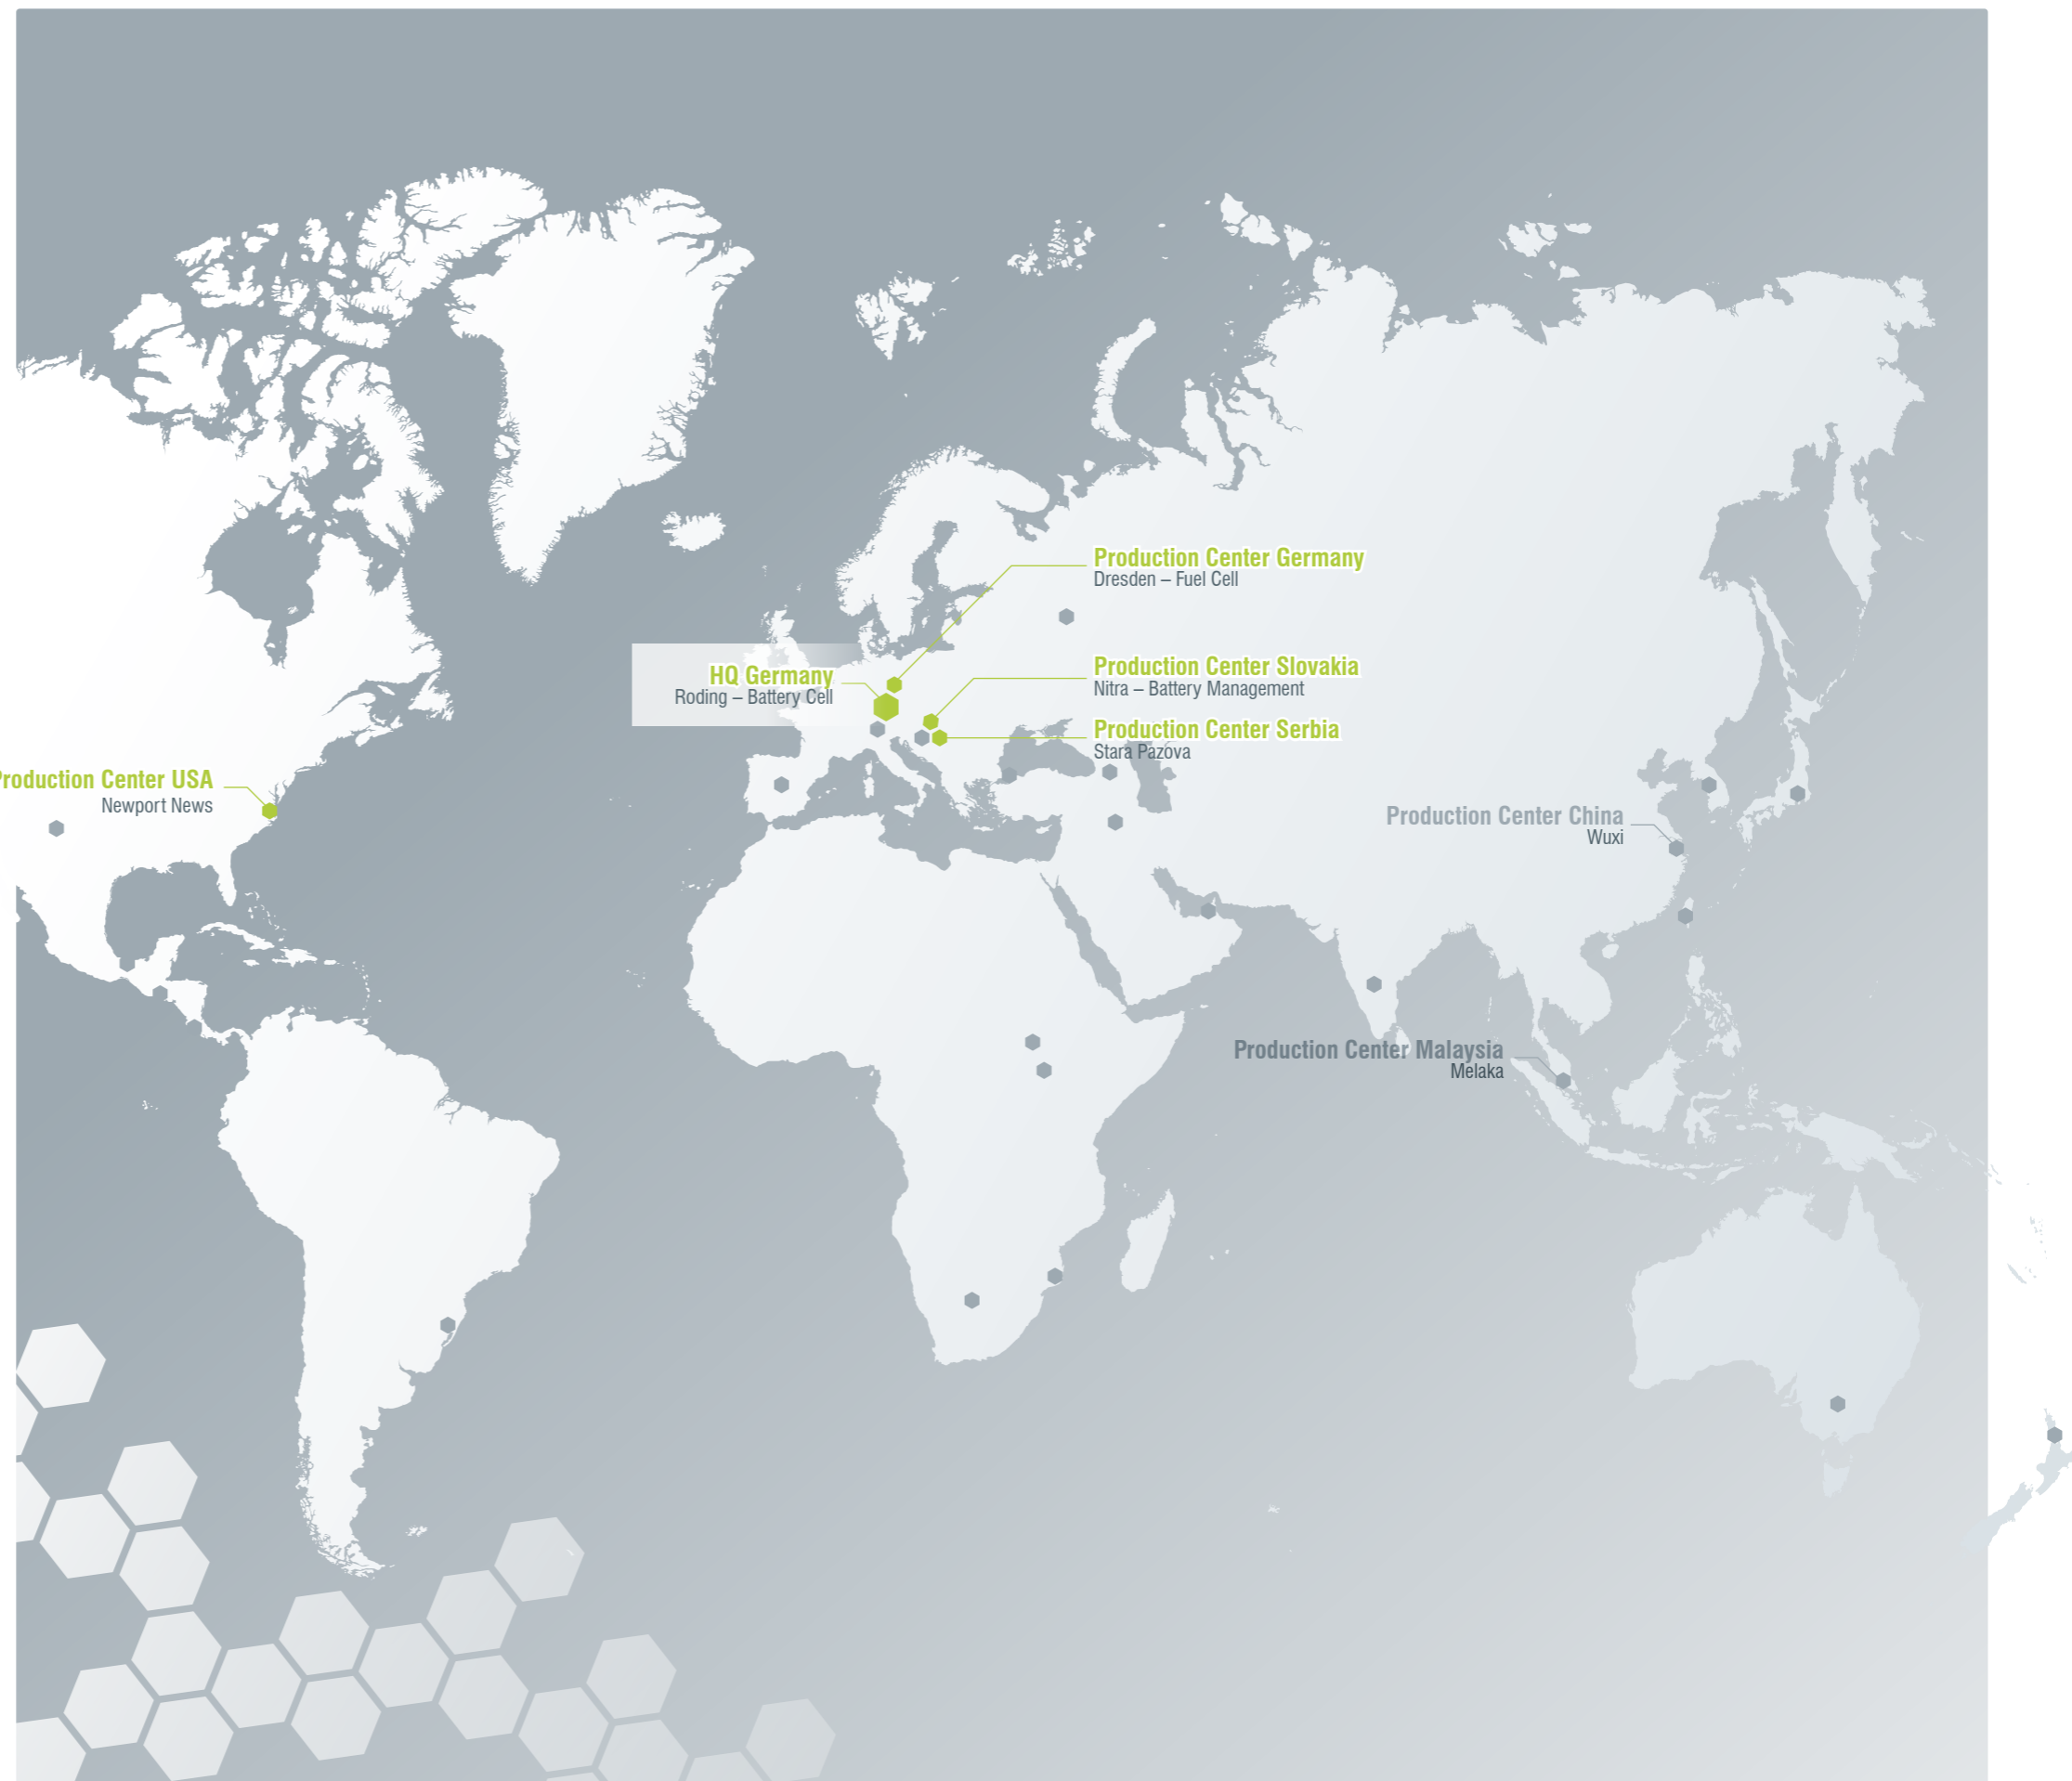 Production Center Germany
Dresden – Fuel Cell
HQ Germany
Roding – Battery Cell
Production Center Slovakia
Nitra – Battery Management
Production Center Serbia
Stara Pazova
Production Center USA
Newport News
Production Center China
Wuxi
Production Center Malaysia
Melaka